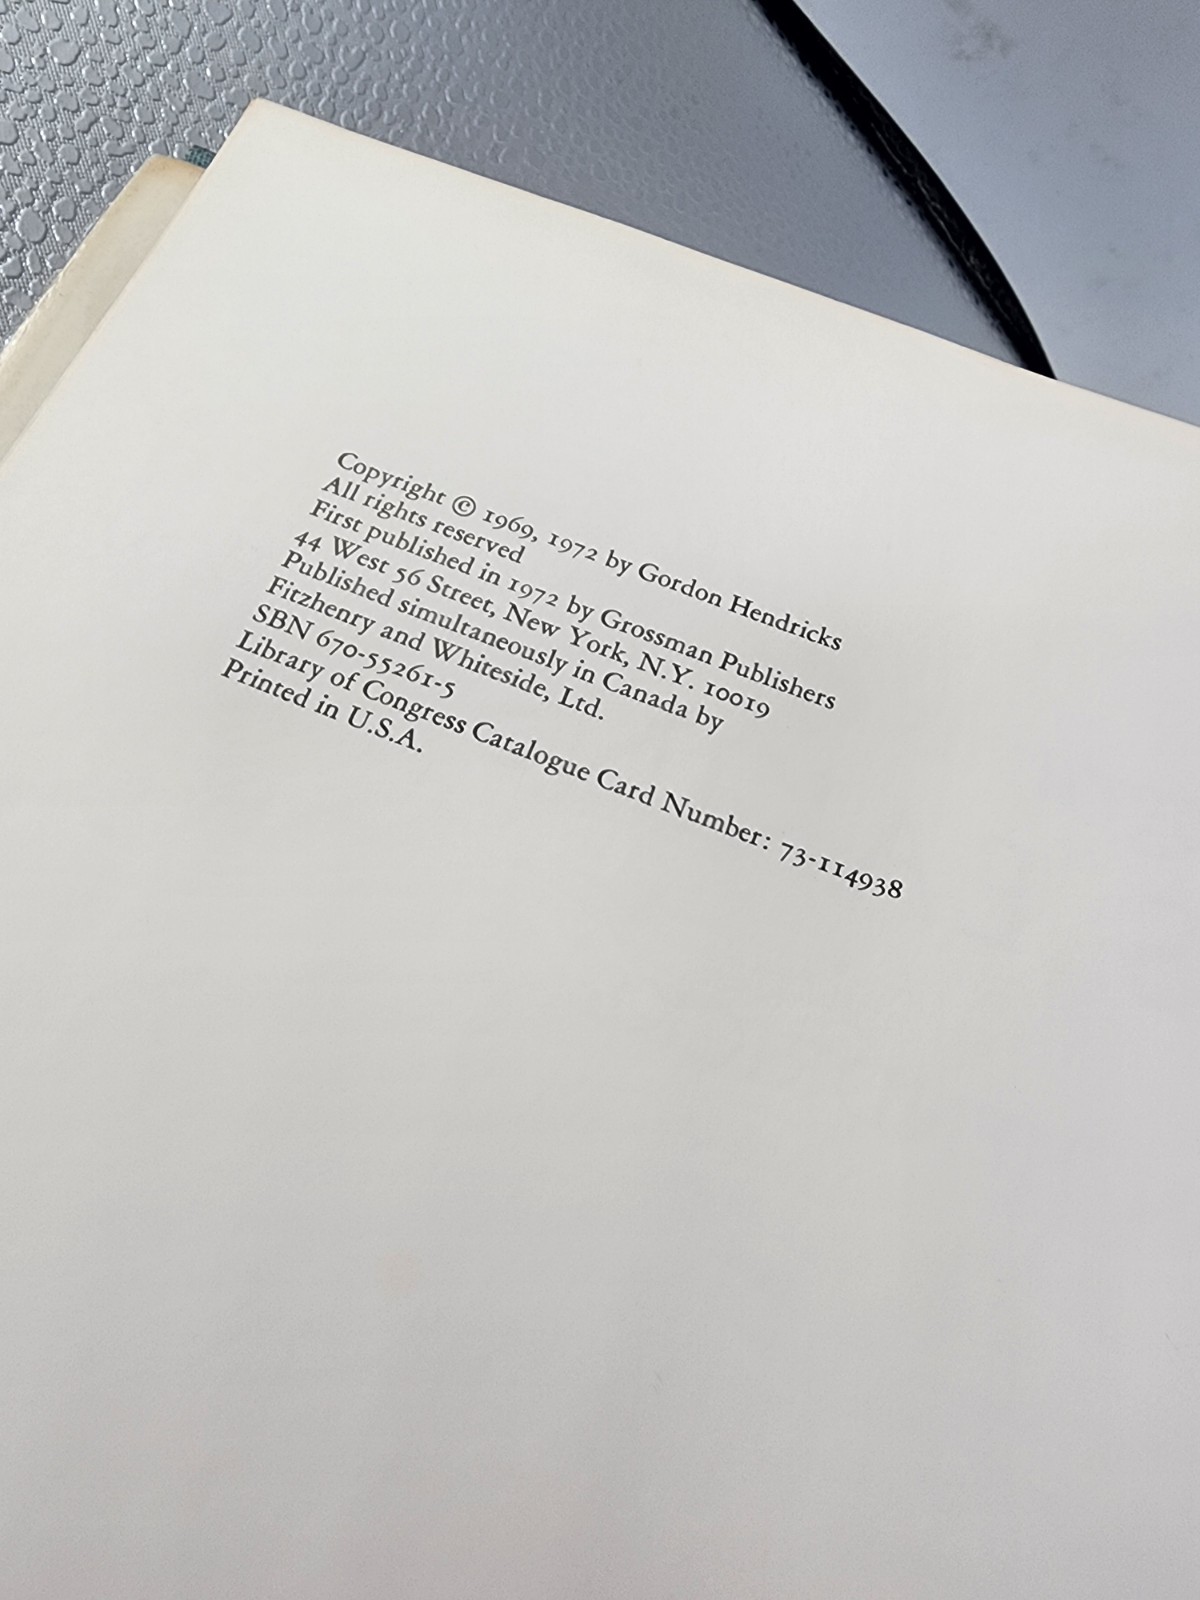 Copyright © 1969, 1972 by Gordon Hendricks
All rights reserved
First published in 1972 by Grossman Publishers
44 West 56 Street, New York, N.Y. 10019
Published simultaneously in Canada by
Fitzhenry and Whiteside, Ltd.
SBN 670-55261-5
Library of Congress Catalogue Card Number: 73-114938
Printed in U.S.A.